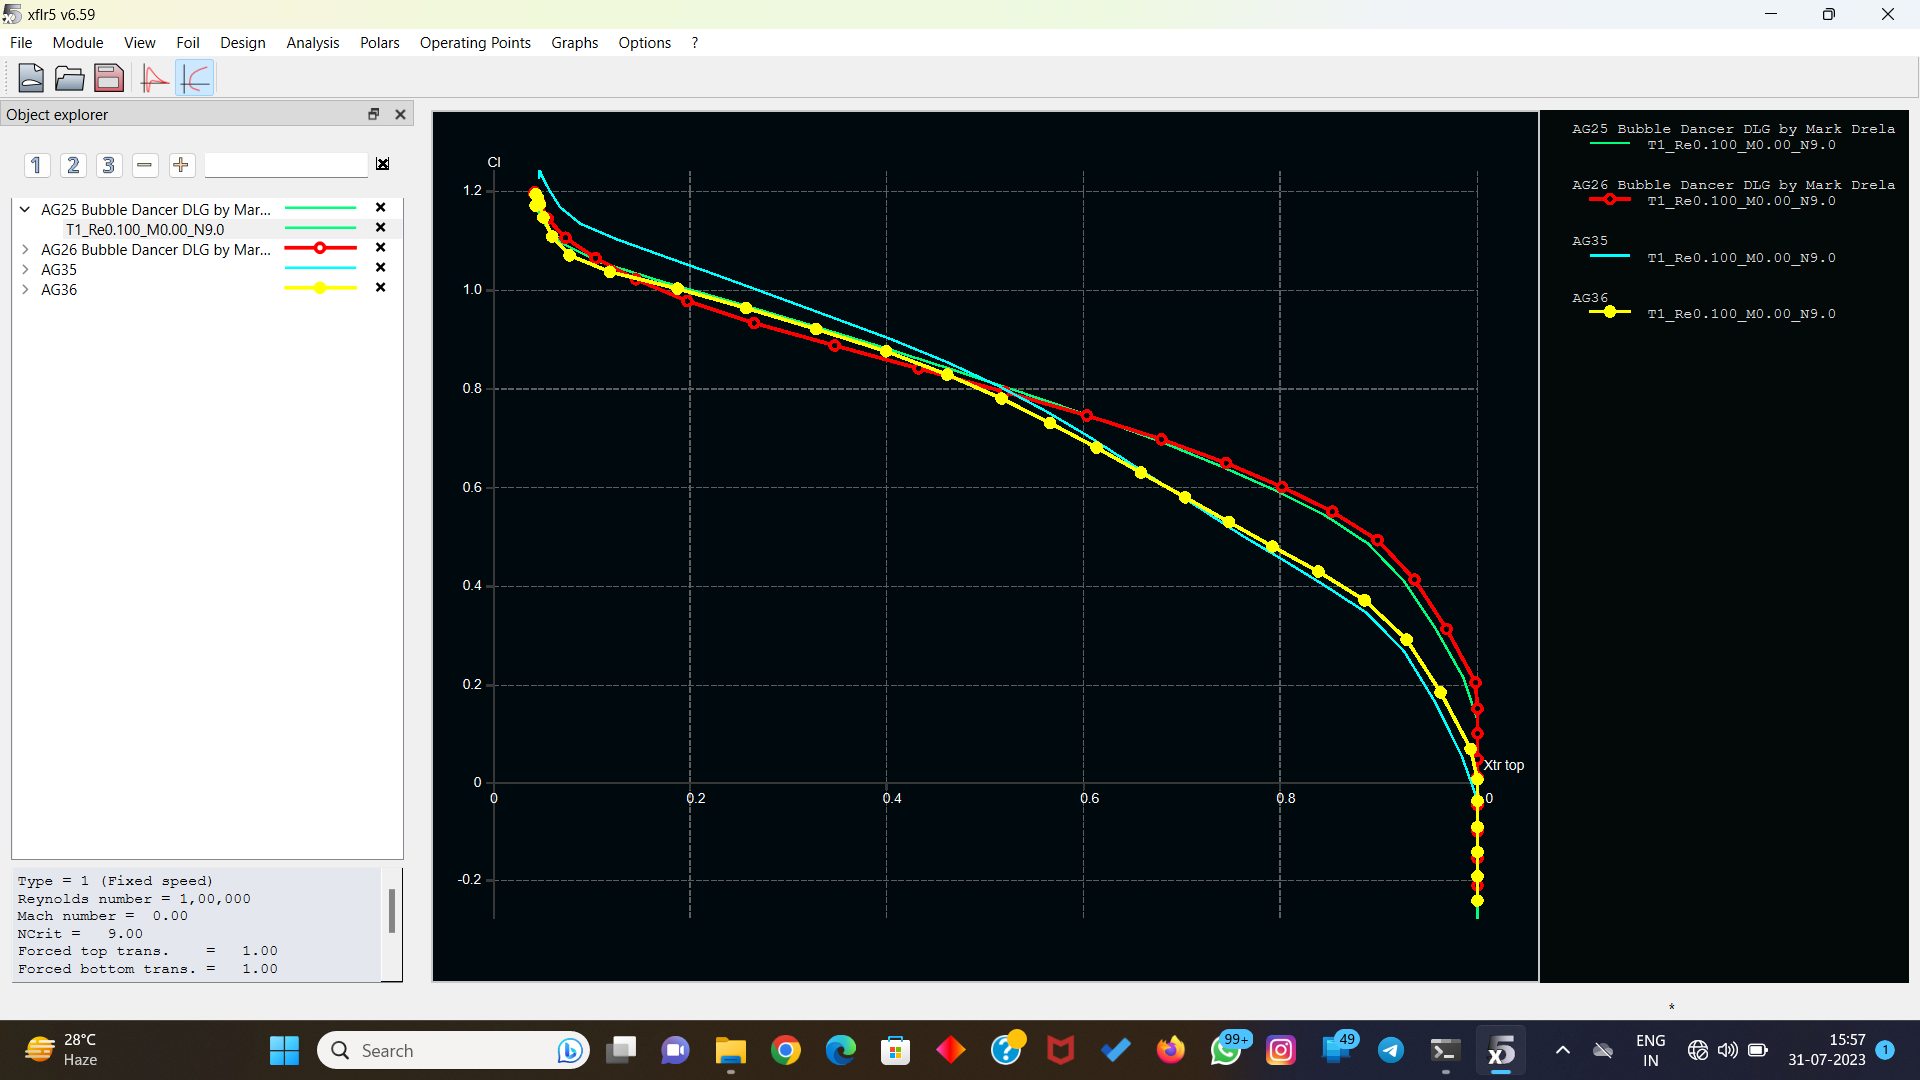 xflr5 v6.59
File Module View Foil Design Analysis Polars Operating Points Graphs Options ?
Object explorer
1 2 3
AG25 Bubble Dancer DLG by Mar...
T1_Re0.100_M0.00_N9.0
AG26 Bubble Dancer DLG by Mar...
AG35
AG36
Type = 1 (Fixed speed)
Reynolds number = 1,00,000
Mach number = 0.00
NCrit = 9.00
Forced top trans. = 1.00
Forced bottom trans. = 1.00
Cl
1.2
1.0
0.8
0.6
0.4
0.2
0
-0.2
Xtr top
0 0.2 0.4 0.6 0.8 0
AG25 Bubble Dancer DLG by Mark Drela
T1_Re0.100_M0.00_N9.0
AG26 Bubble Dancer DLG by Mark Drela
T1_Re0.100_M0.00_N9.0
AG35
T1_Re0.100_M0.00_N9.0
AG36
T1_Re0.100_M0.00_N9.0
*
28°C
Haze
Search
99+
49
x5
ENG
IN
15:57
31-07-2023
1